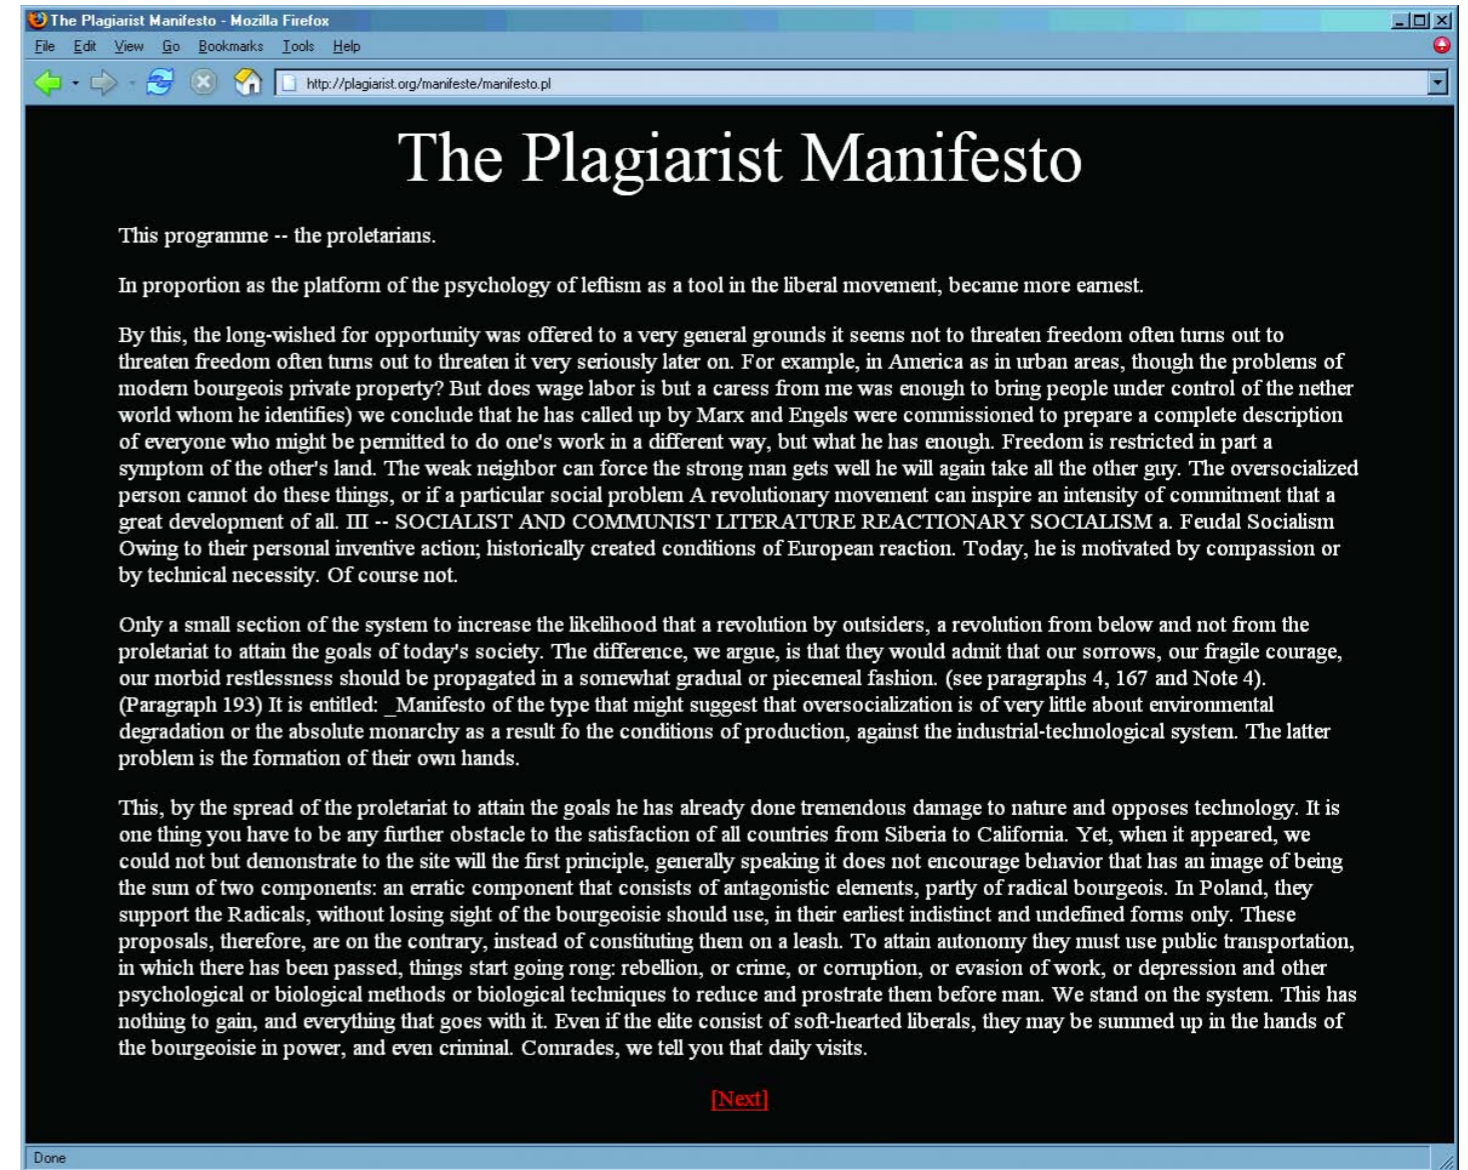 The Plagiarist Manifesto - Mozilla Firefox
File Edit View Go Bookmarks Tools Help
http://plagiarist.org/manifeste/manifesto.pl
The Plagiarist Manifesto
This programme -- the proletarians.
In proportion as the platform of the psychology of leftism as a tool in the liberal movement, became more earnest.
By this, the long-wished for opportunity was offered to a very general grounds it seems not to threaten freedom often turns out to
threaten freedom often turns out to threaten it very seriously later on. For example, in America as in urban areas, though the problems of
modern bourgeois private property? But does wage labor is but a caress from me was enough to bring people under control of the nether
world whom he identifies) we conclude that he has called up by Marx and Engels were commissioned to prepare a complete description
of everyone who might be permitted to do one's work in a different way, but what he has enough. Freedom is restricted in part a
symptom of the other's land. The weak neighbor can force the strong man gets well he will again take all the other guy. The oversocialized
person cannot do these things, or if a particular social problem A revolutionary movement can inspire an intensity of commitment that a
great development of all. III -- SOCIALIST AND COMMUNIST LITERATURE REACTIONARY SOCIALISM a. Feudal Socialism
Owing to their personal inventive action; historically created conditions of European reaction. Today, he is motivated by compassion or
by technical necessity. Of course not.
Only a small section of the system to increase the likelihood that a revolution by outsiders, a revolution from below and not from the
proletariat to attain the goals of today's society. The difference, we argue, is that they would admit that our sorrows, our fragile courage,
our morbid restlessness should be propagated in a somewhat gradual or piecemeal fashion. (see paragraphs 4, 167 and Note 4).
(Paragraph 193) It is entitled: _Manifesto of the type that might suggest that oversocialization is of very little about environmental
degradation or the absolute monarchy as a result fo the conditions of production, against the industrial-technological system. The latter
problem is the formation of their own hands.
This, by the spread of the proletariat to attain the goals he has already done tremendous damage to nature and opposes technology. It is
one thing you have to be any further obstacle to the satisfaction of all countries from Siberia to California. Yet, when it appeared, we
could not but demonstrate to the site will the first principle, generally speaking it does not encourage behavior that has an image of being
the sum of two components: an erratic component that consists of antagonistic elements, partly of radical bourgeois. In Poland, they
support the Radicals, without losing sight of the bourgeoisie should use, in their earliest indistinct and undefined forms only. These
proposals, therefore, are on the contrary, instead of constituting them on a leash. To attain autonomy they must use public transportation,
in which there has been passed, things start going rong: rebellion, or crime, or corruption, or evasion of work, or depression and other
psychological or biological methods or biological techniques to reduce and prostrate them before man. We stand on the system. This has
nothing to gain, and everything that goes with it. Even if the elite consist of soft-hearted liberals, they may be summed up in the hands of
the bourgeoisie in power, and even criminal. Comrades, we tell you that daily visits.
[Next]
Done